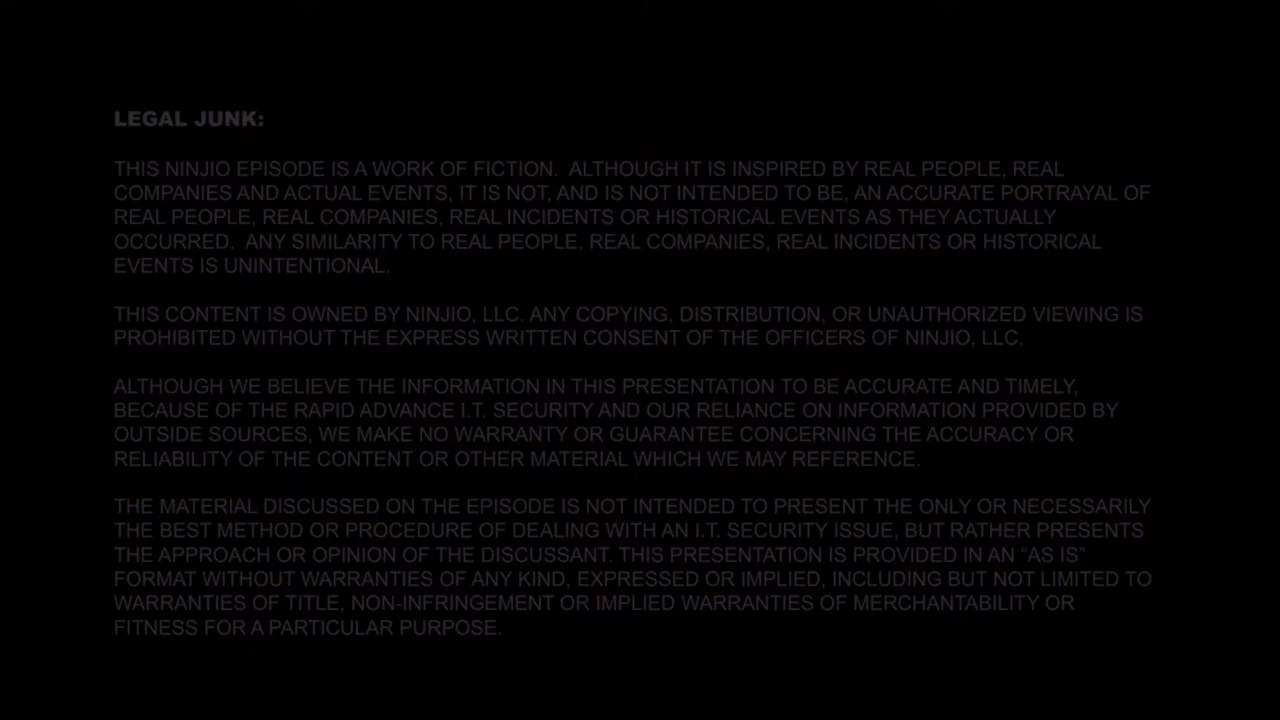 LEGAL JUNK:
THIS NINJIO EPISODE IS A WORK OF FICTION.  ALTHOUGH IT IS INSPIRED BY REAL PEOPLE, REAL
COMPANIES AND ACTUAL EVENTS, IT IS NOT, AND IS NOT INTENDED TO BE, AN ACCURATE PORTRAYAL OF
REAL PEOPLE, REAL COMPANIES, REAL INCIDENTS OR HISTORICAL EVENTS AS THEY ACTUALLY
OCCURRED.  ANY SIMILARITY TO REAL PEOPLE, REAL COMPANIES, REAL INCIDENTS OR HISTORICAL
EVENTS IS UNINTENTIONAL.
THIS CONTENT IS OWNED BY NINJIO, LLC. ANY COPYING, DISTRIBUTION, OR UNAUTHORIZED VIEWING IS
PROHIBITED WITHOUT THE EXPRESS WRITTEN CONSENT OF THE OFFICERS OF NINJIO, LLC.
ALTHOUGH WE BELIEVE THE INFORMATION IN THIS PRESENTATION TO BE ACCURATE AND TIMELY,
BECAUSE OF THE RAPID ADVANCE I.T. SECURITY AND OUR RELIANCE ON INFORMATION PROVIDED BY
OUTSIDE SOURCES, WE MAKE NO WARRANTY OR GUARANTEE CONCERNING THE ACCURACY OR
RELIABILITY OF THE CONTENT OR OTHER MATERIAL WHICH WE MAY REFERENCE.
THE MATERIAL DISCUSSED ON THE EPISODE IS NOT INTENDED TO PRESENT THE ONLY OR NECESSARILY
THE BEST METHOD OR PROCEDURE OF DEALING WITH AN I.T. SECURITY ISSUE, BUT RATHER PRESENTS
THE APPROACH OR OPINION OF THE DISCUSSANT. THIS PRESENTATION IS PROVIDED IN AN “AS IS”
FORMAT WITHOUT WARRANTIES OF ANY KIND, EXPRESSED OR IMPLIED, INCLUDING BUT NOT LIMITED TO
WARRANTIES OF TITLE, NON-INFRINGEMENT OR IMPLIED WARRANTIES OF MERCHANTABILITY OR
FITNESS FOR A PARTICULAR PURPOSE.